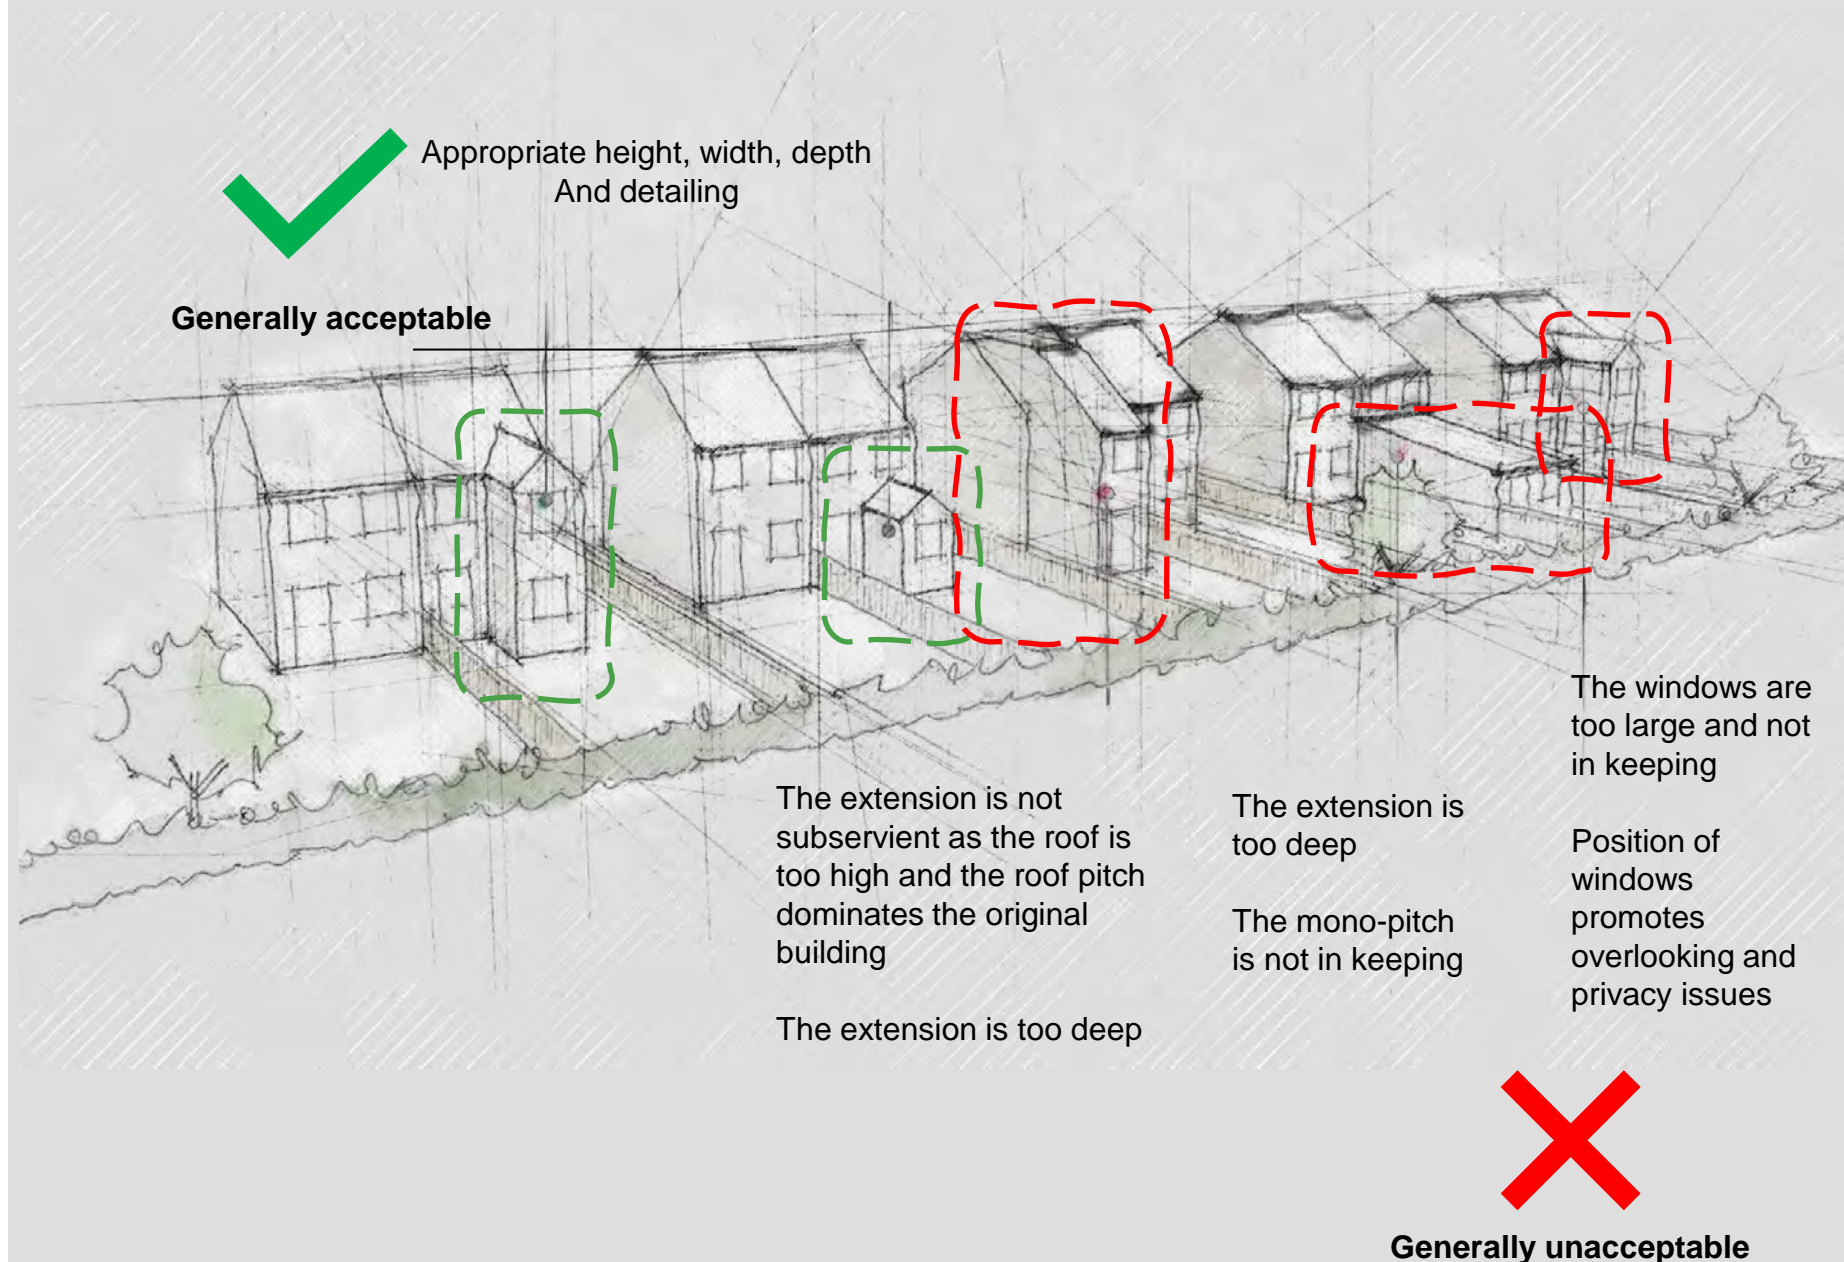 Appropriate height, width, depth
And detailing
Generally acceptable
The extension is not
subservient as the roof is
too high and the roof pitch
dominates the original
building
The extension is too deep
The extension is
too deep
The mono-pitch
is not in keeping
The windows are
too large and not
in keeping
Position of
windows
promotes
overlooking and
privacy issues
Generally unacceptable